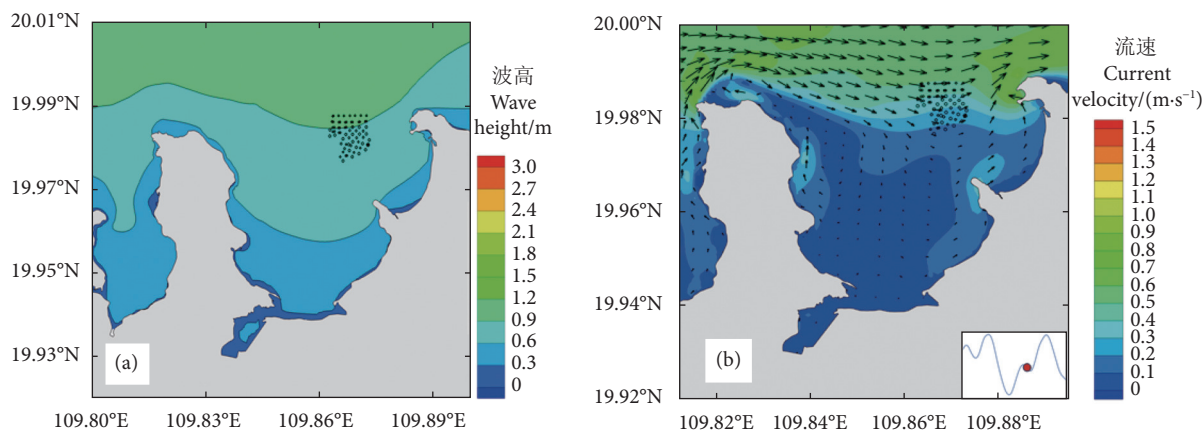 20.01°N
19.99°N
19.97°N
19.95°N
19.93°N
109.80°E
109.83°E
109.86°E
109.89°E
(a)
波高
Wave
height/m
3.0
2.7
2.4
2.1
1.8
1.5
1.2
0.9
0.6
0.3
0
20.00°N
19.98°N
19.96°N
19.94°N
19.92°N
109.82°E
109.84°E
109.86°E
109.88°E
(b)
流速
Current
velocity/(m·s⁻¹)
1.5
1.4
1.3
1.2
1.1
1.0
0.9
0.8
0.7
0.6
0.5
0.4
0.3
0.2
0.1
0